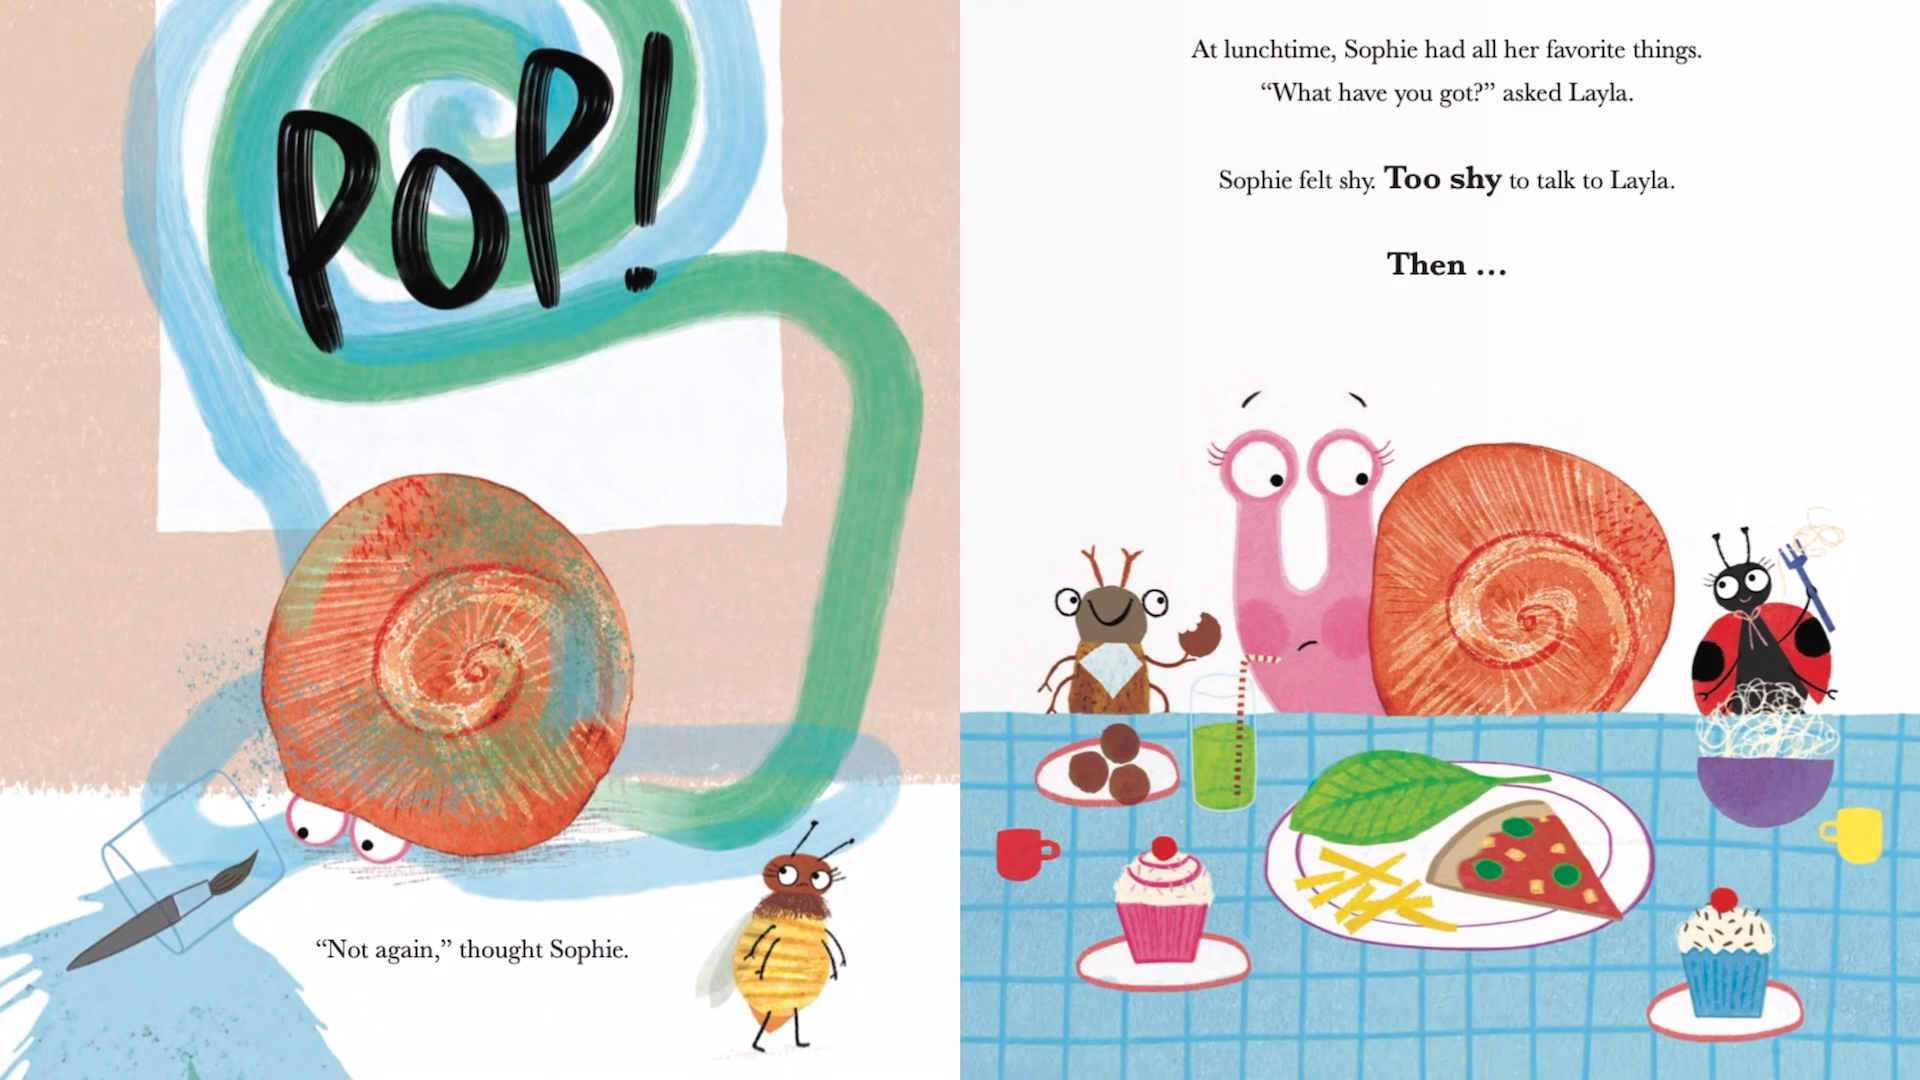 POP!
“Not again,” thought Sophie.
At lunchtime, Sophie had all her favorite things.
“What have you got?” asked Layla.
Sophie felt shy. Too shy to talk to Layla.
Then …